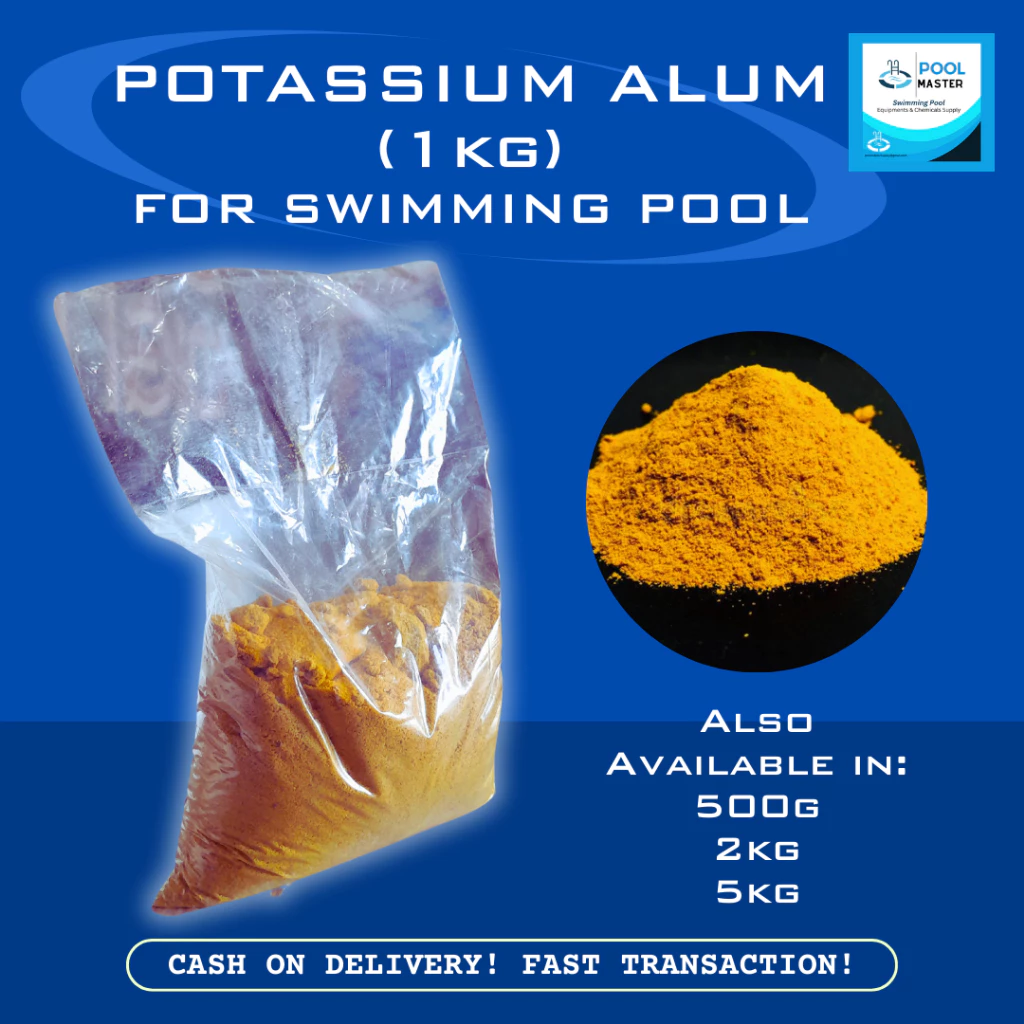 POTASSIUM ALUM
(1KG)
FOR SWIMMING POOL
POOL
MASTER
Swimming Pool
Equipments & Chemicals Supply
ALSO
AVAILABLE IN:
500G
2KG
5KG
CASH ON DELIVERY! FAST TRANSACTION!